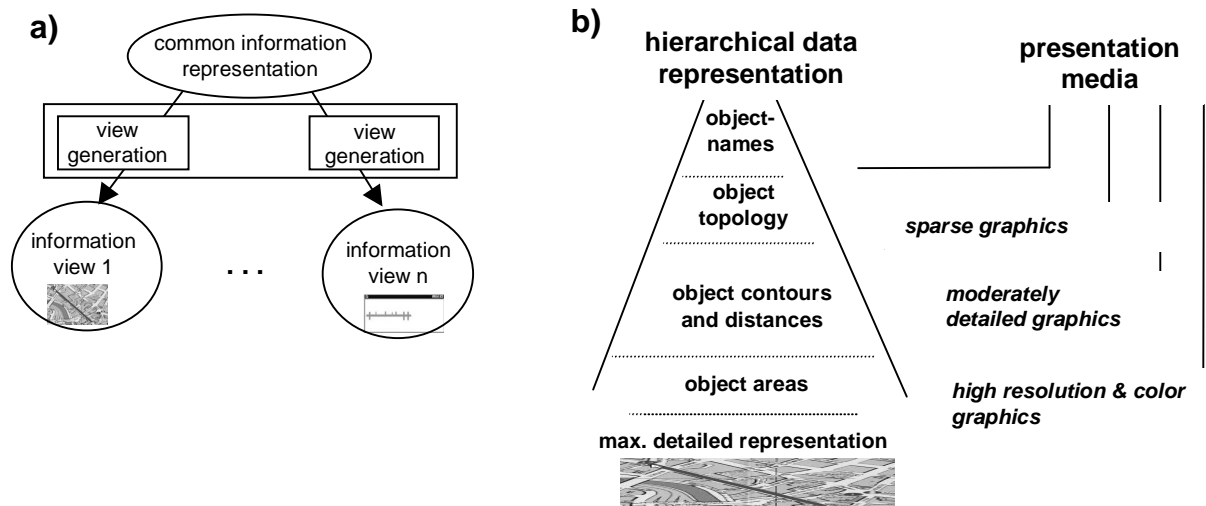 a)
common information
representation
view
generation
view
generation
information
view 1
. . .
information
view n
b)
hierarchical data
representation
presentation
media
object-
names
object
topology
sparse graphics
object contours
and distances
moderately
detailed graphics
object areas
high resolution & color
graphics
max. detailed representation